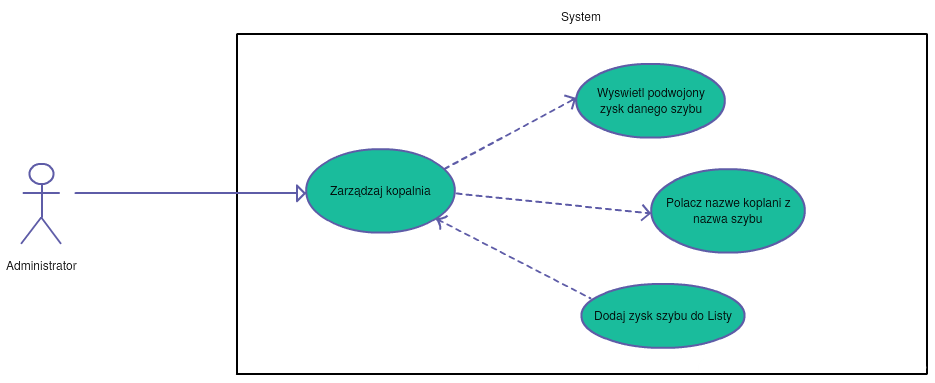 System
Wyswietl podwojony
zysk danego szybu
Zarządzaj kopalnia
Polacz nazwe koplani z
nazwa szybu
Administrator
Dodaj zysk szybu do Listy